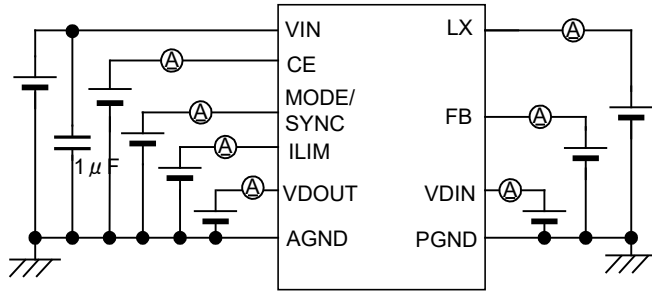 VIN
LX
A
A
CE
MODE/
SYNC
A
A
FB
1μF
A
ILIM
A
VDOUT
VDIN
A
AGND
PGND